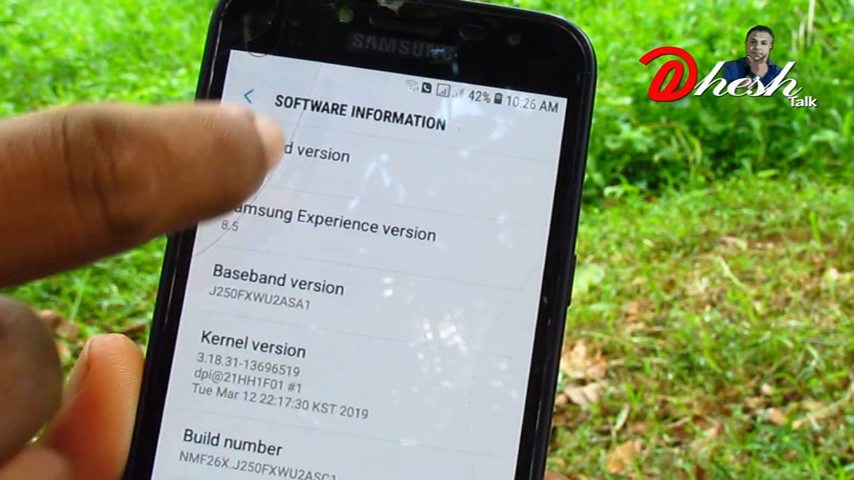 SAMSUNG
42% 10:26 AM
SOFTWARE INFORMATION
d version
amsung Experience version
8.5
Baseband version
J250FXWU2ASA1
Kernel version
3.18.31-13696519
dpi@21HH1F01 #1
Tue Mar 12 22:17:30 KST 2019
Build number
NMF26X.J250FXWU2ASC1
Dhesh
Talk